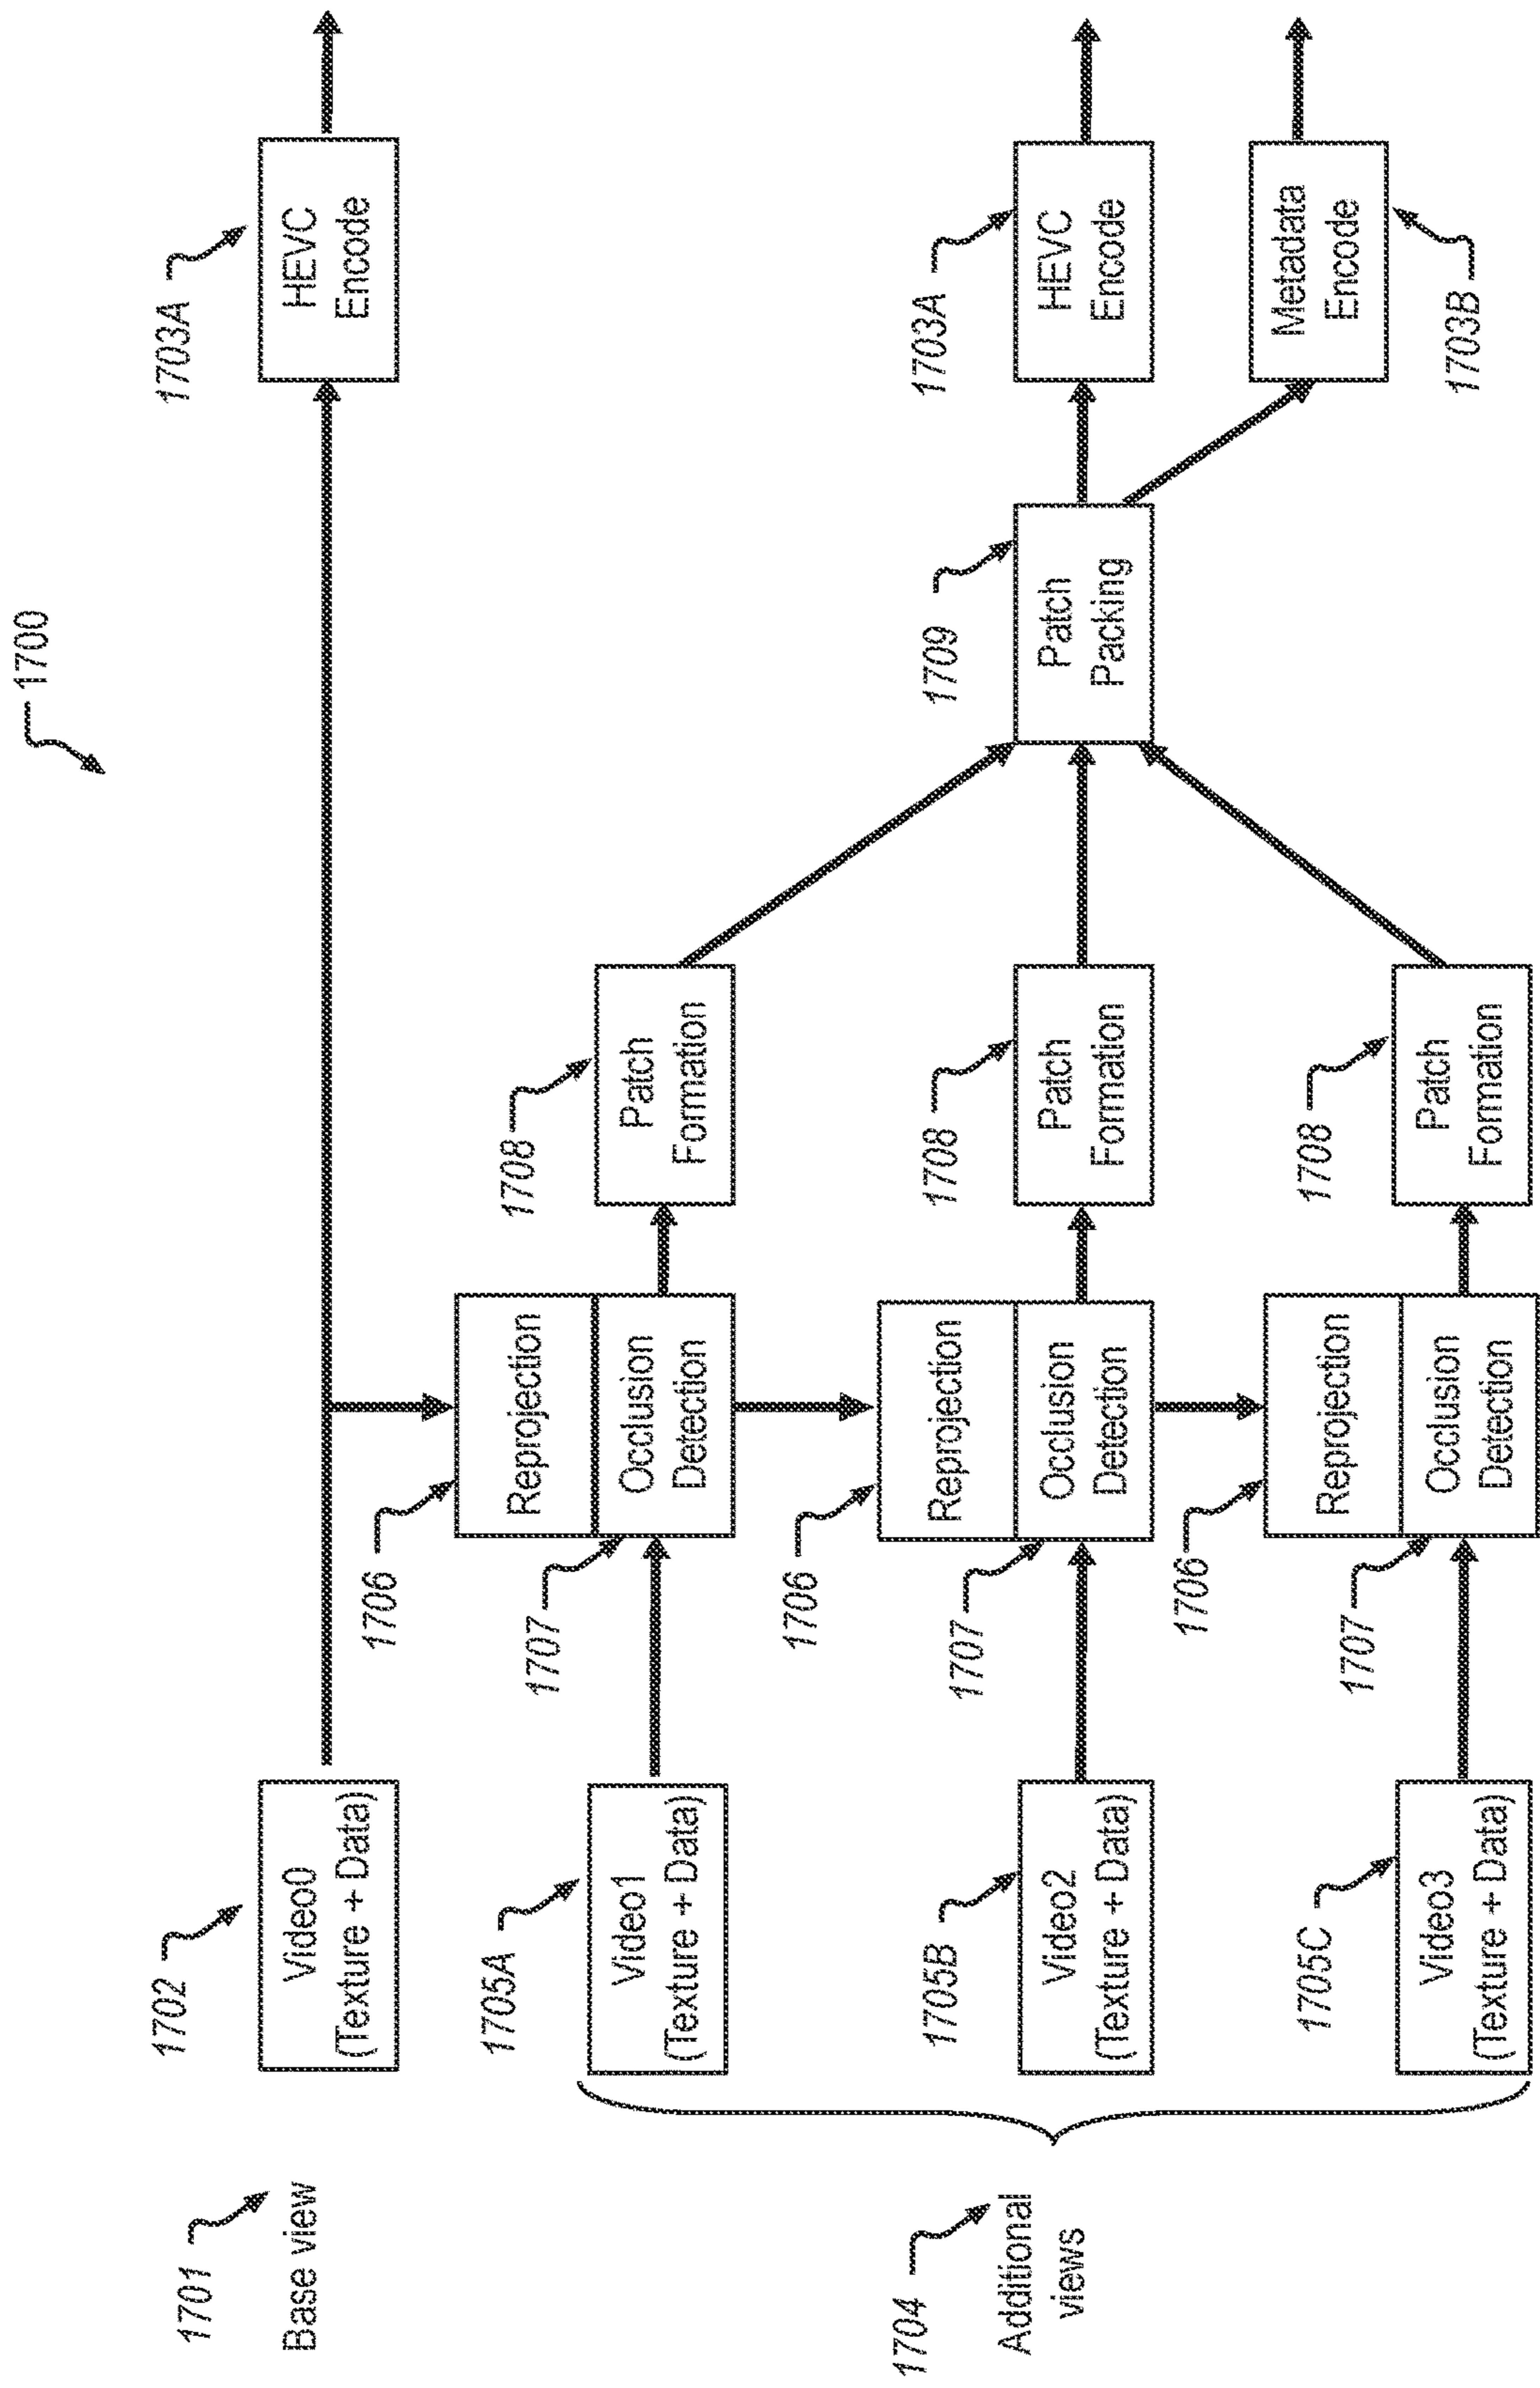 1700
1701
Base view
1702
Video0
(Texture + Data)
1703A
HEVC
Encode
1704
Additional
views
1705A
Video1
(Texture + Data)
1706
Reprojection
1707
Occlusion
Detection
1708
Patch
Formation
1705B
Video2
(Texture + Data)
1706
Reprojection
1707
Occlusion
Detection
1708
Patch
Formation
1709
Patch
Packing
1703A
HEVC
Encode
Metadata
Encode
1703B
1705C
Video3
(Texture + Data)
1706
Reprojection
1707
Occlusion
Detection
1708
Patch
Formation